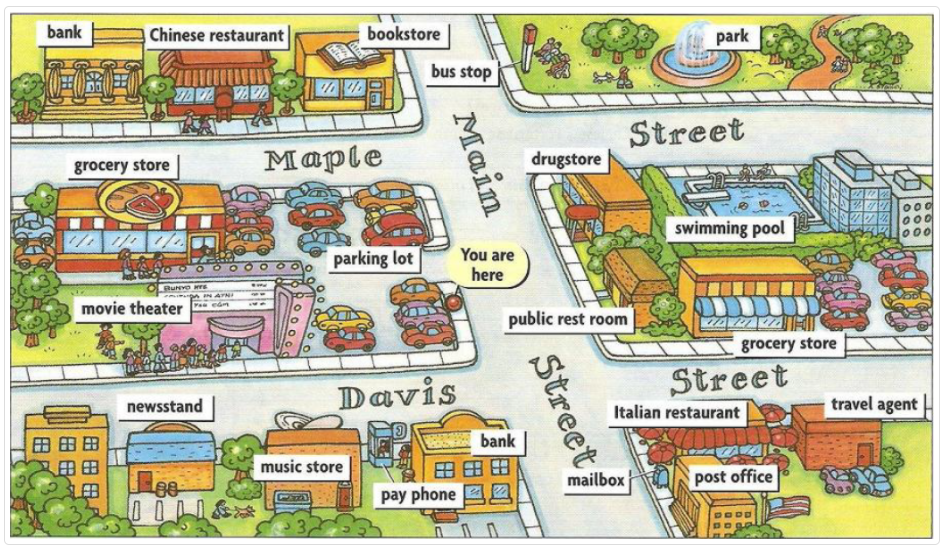 bank
Chinese restaurant
bookstore
bus stop
park
Maple
Main
Street
grocery store
drugstore
swimming pool
parking lot
You are
here
movie theater
public rest room
grocery store
Davis
Street
Street
newsstand
music store
pay phone
bank
Italian restaurant
travel agent
mailbox
post office